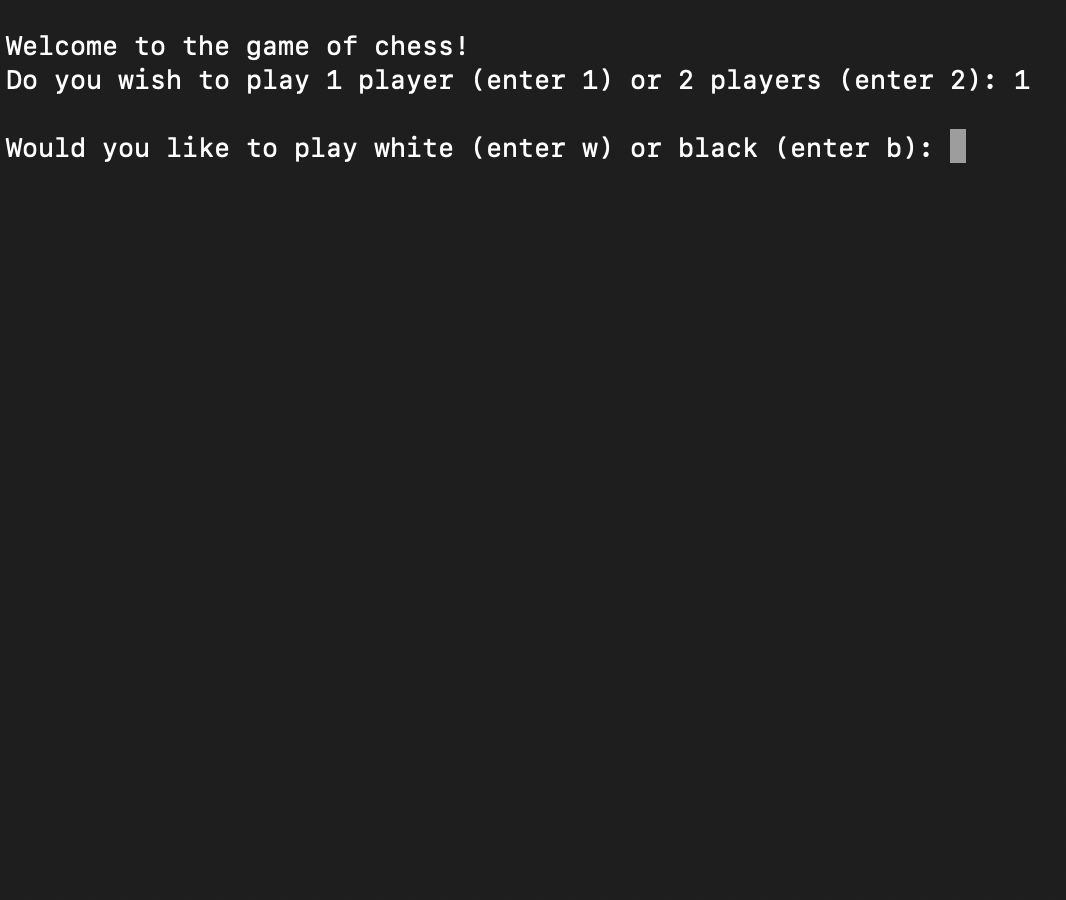 Welcome to the game of chess!
Do you wish to play 1 player (enter 1) or 2 players (enter 2): 1
Would you like to play white (enter w) or black (enter b):